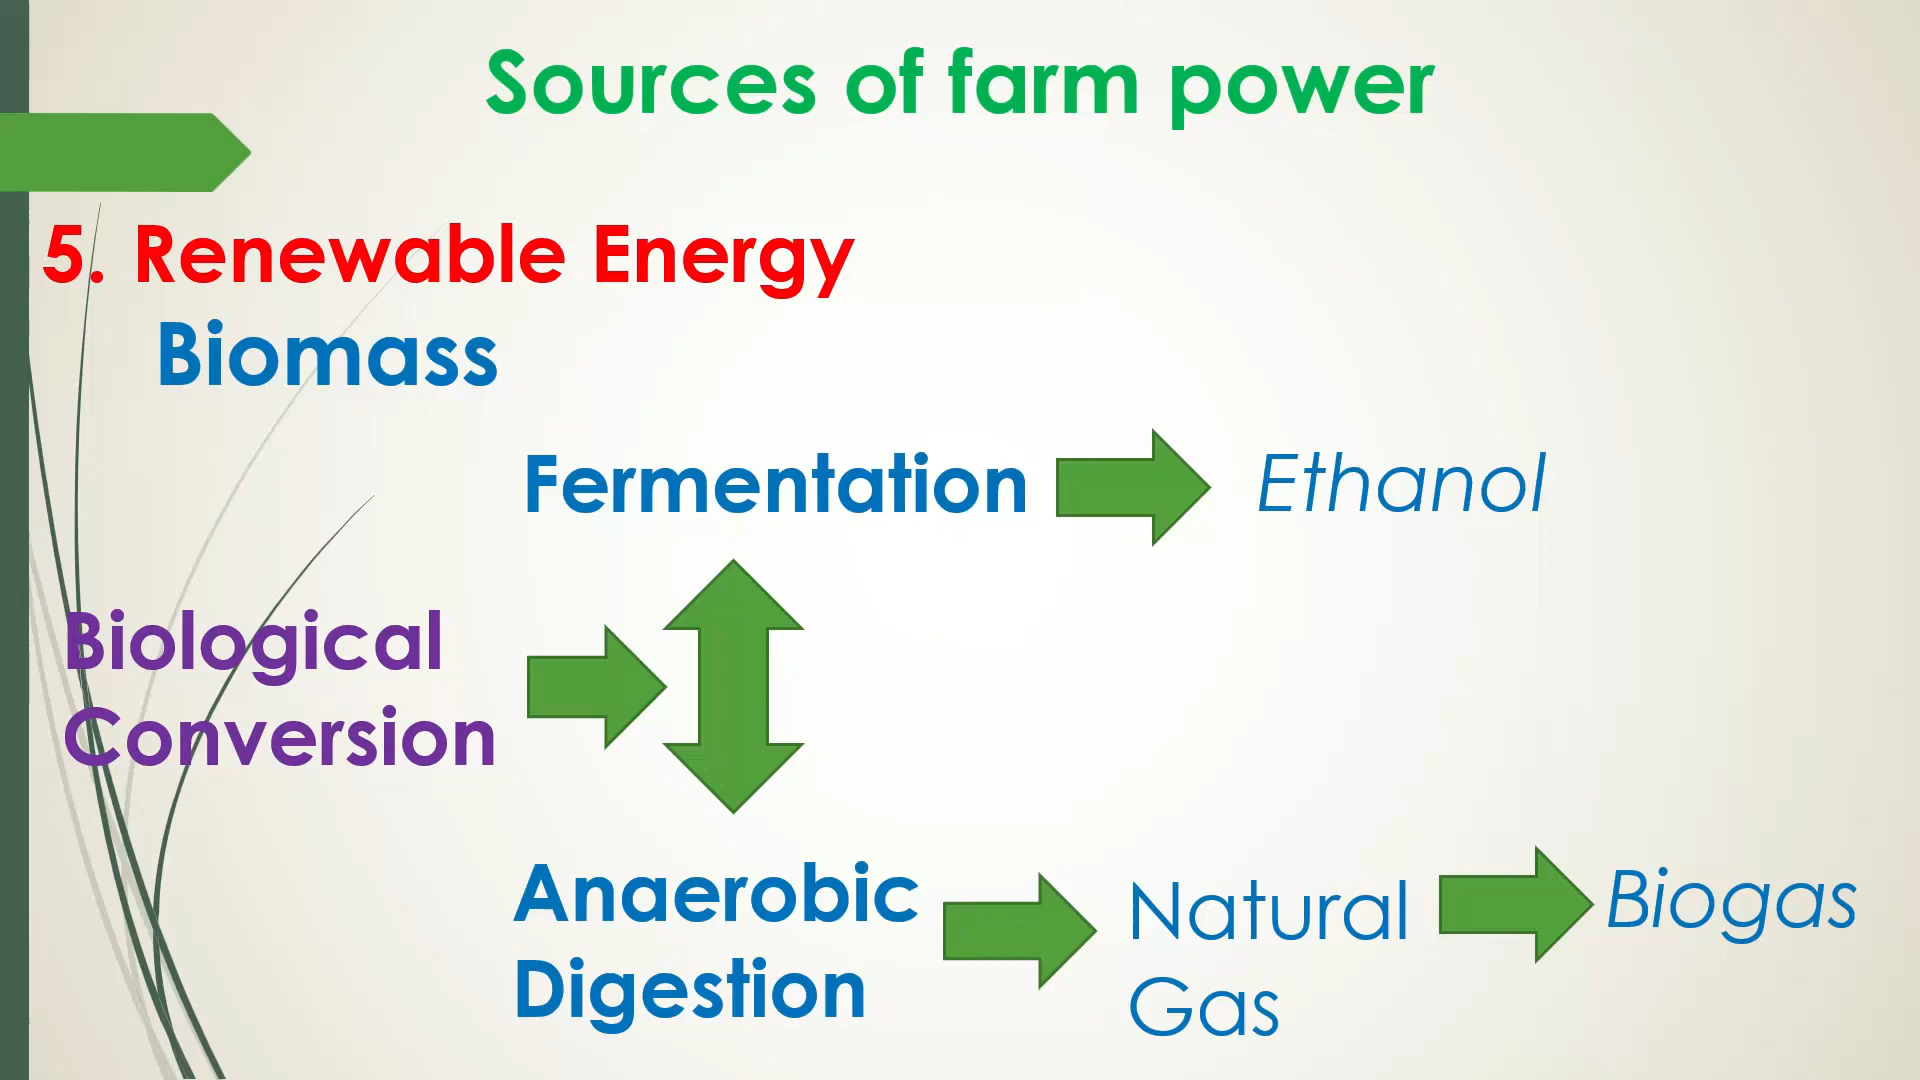 Sources of farm power
5. Renewable Energy
Biomass
Fermentation
Ethanol
Biological
Conversion
Anaerobic
Digestion
Natural
Gas
Biogas